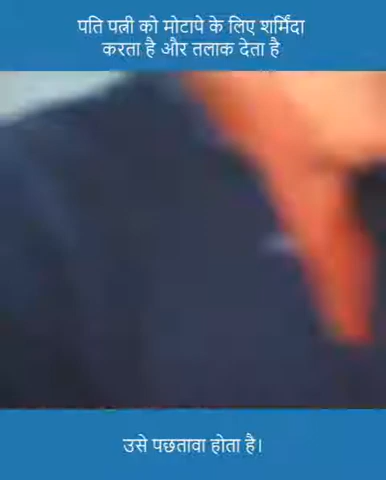 पति पत्नी को मोटापे के लिए शर्मिंदा
करता है और तलाक देता है
उसे पछतावा होता है।